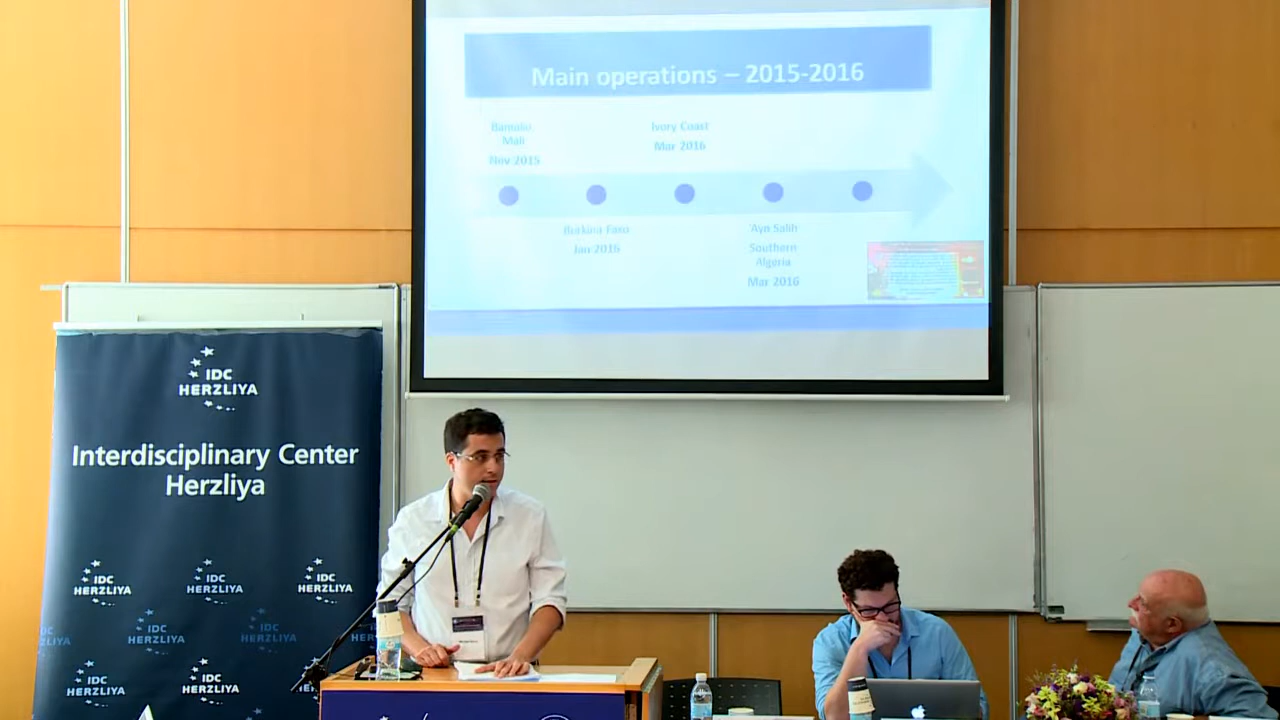 Main operations – 2015-2016
Bamako
Mali
Nov 2015
Ivory Coast
Mar 2016
Burkina Faso
Jan 2016
'Ayn Salih
Southern
Algeria
Mar 2016
IDC
HERZLIYA
Interdisciplinary Center
Herzliya
IDC
HERZLIYA
IDC
HERZLIYA
IDC
HERZLIYA
IDC
HERZLIYA
IDC
HERZLIYA
IDC
HERZLIYA
IDC
HERZLIYA